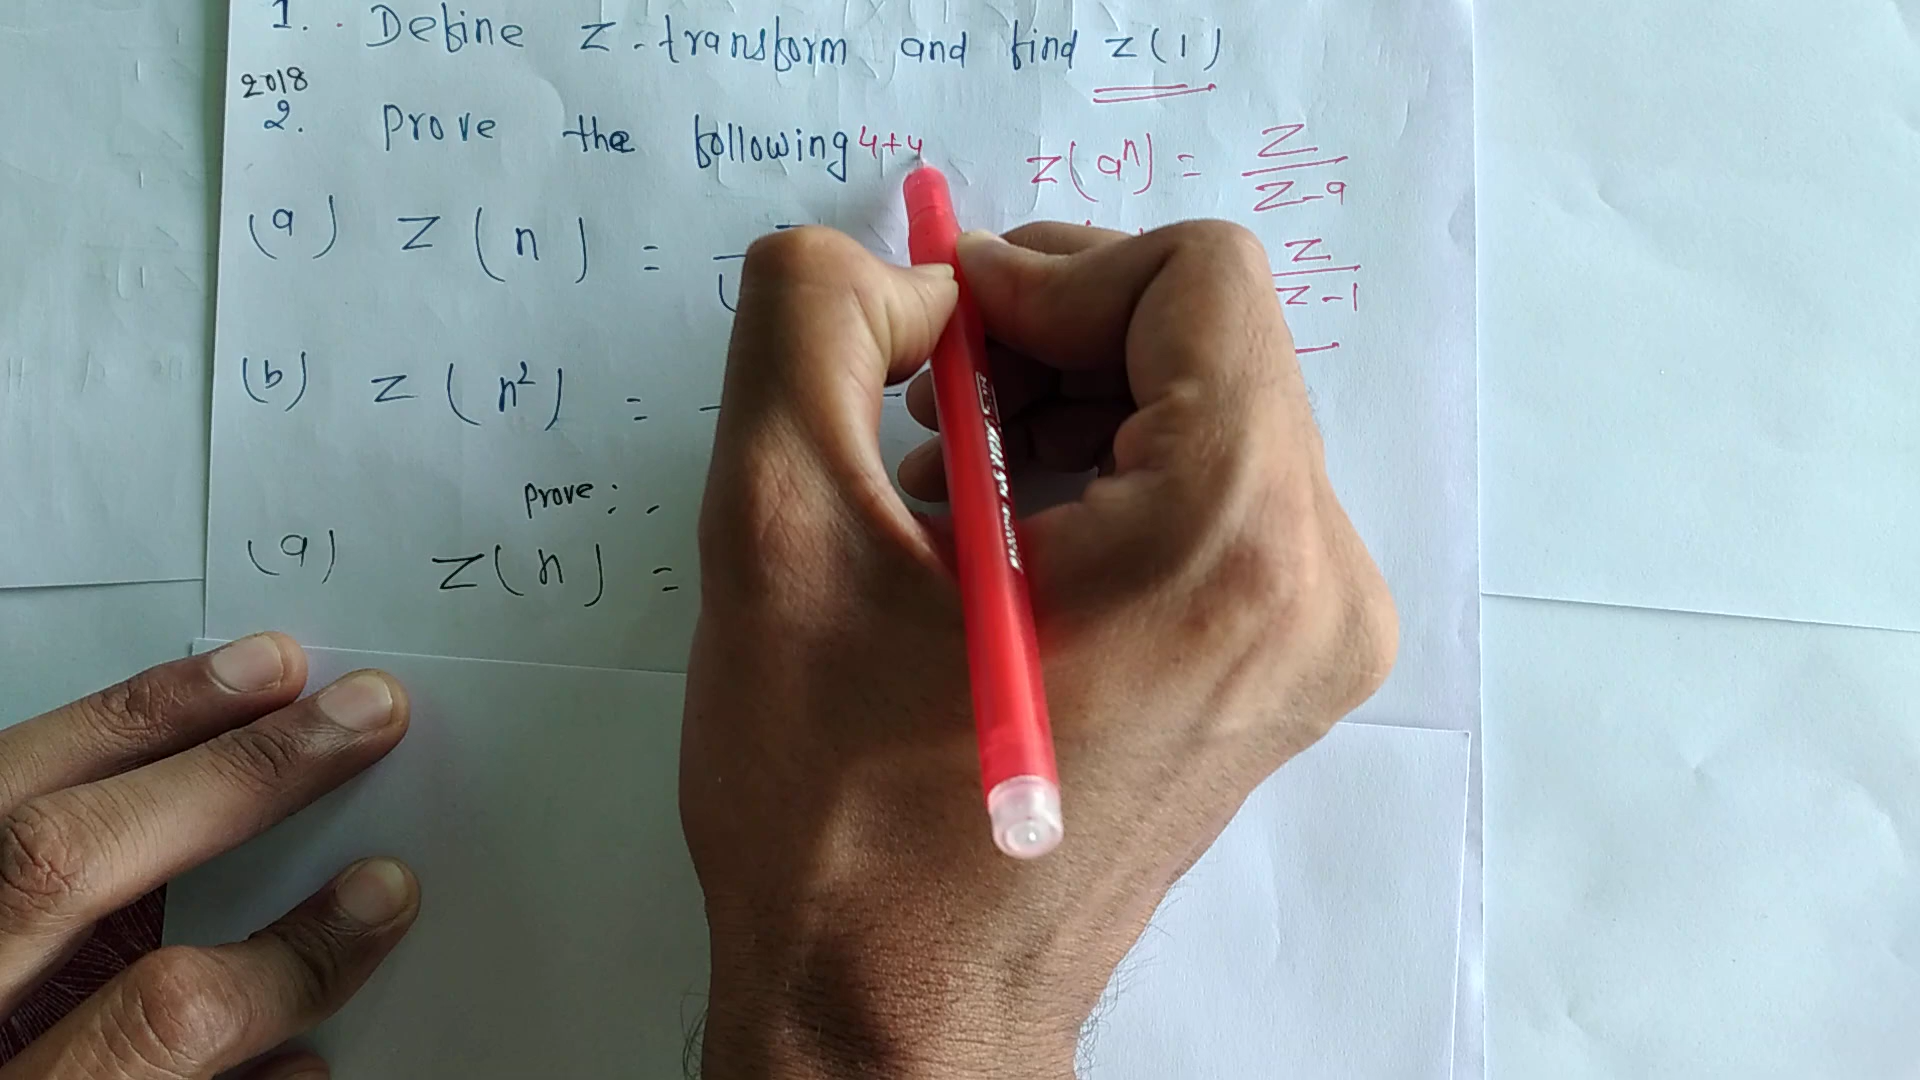 1. Define z-transform and find z(1)
2018
2. Prove the following 4+4
z(aⁿ) = z/z-a
(a) z(n) =
z/z-1
(b) z(n²) =
Prove :-
(a) z(n) =